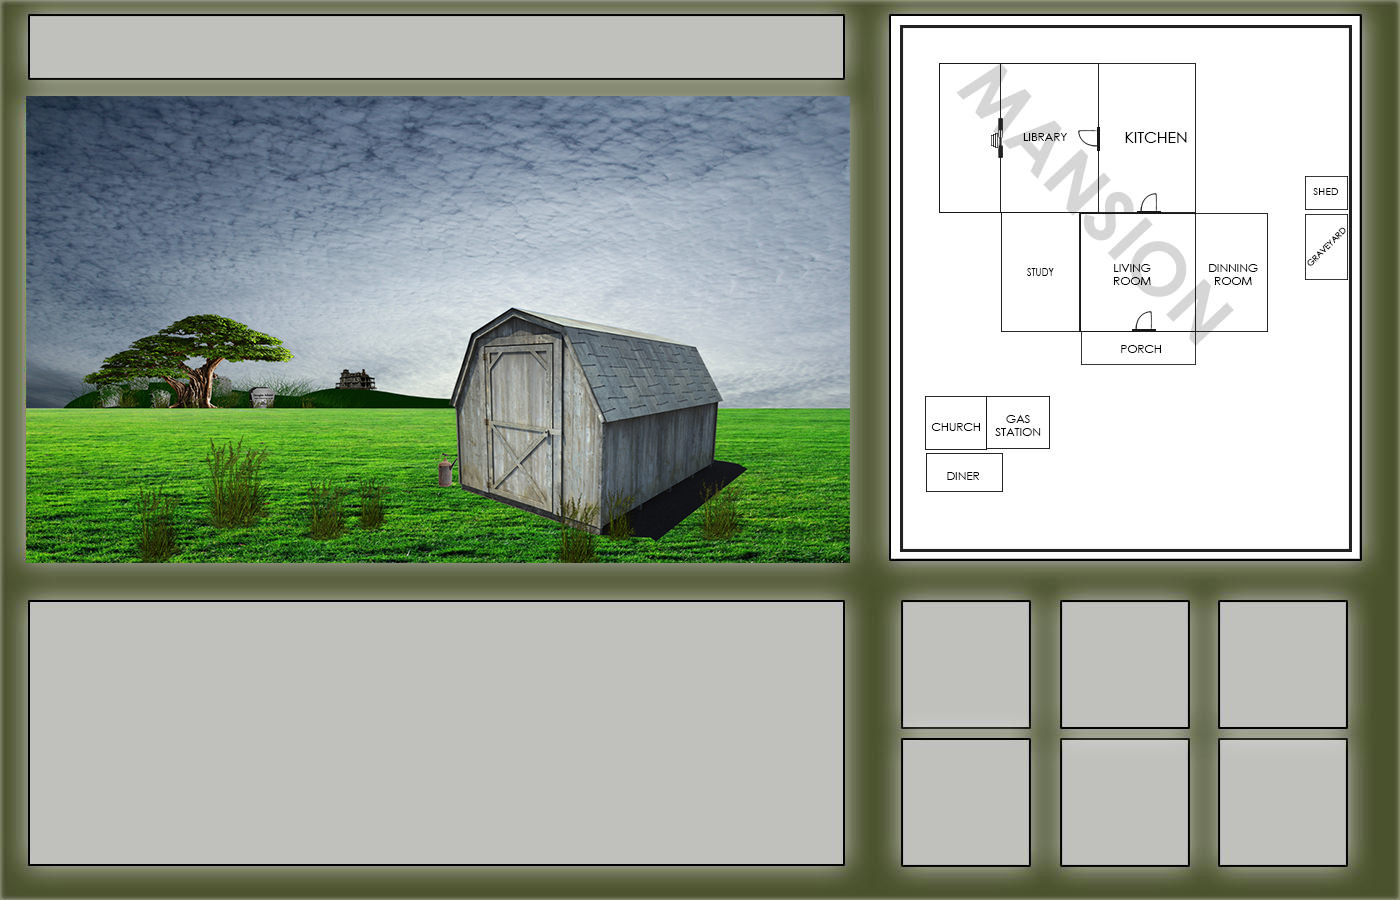 MANSION
LIBRARY
KITCHEN
SHED
GRAVEYARD
STUDY
LIVING
ROOM
DINNING
ROOM
PORCH
CHURCH
GAS
STATION
DINER